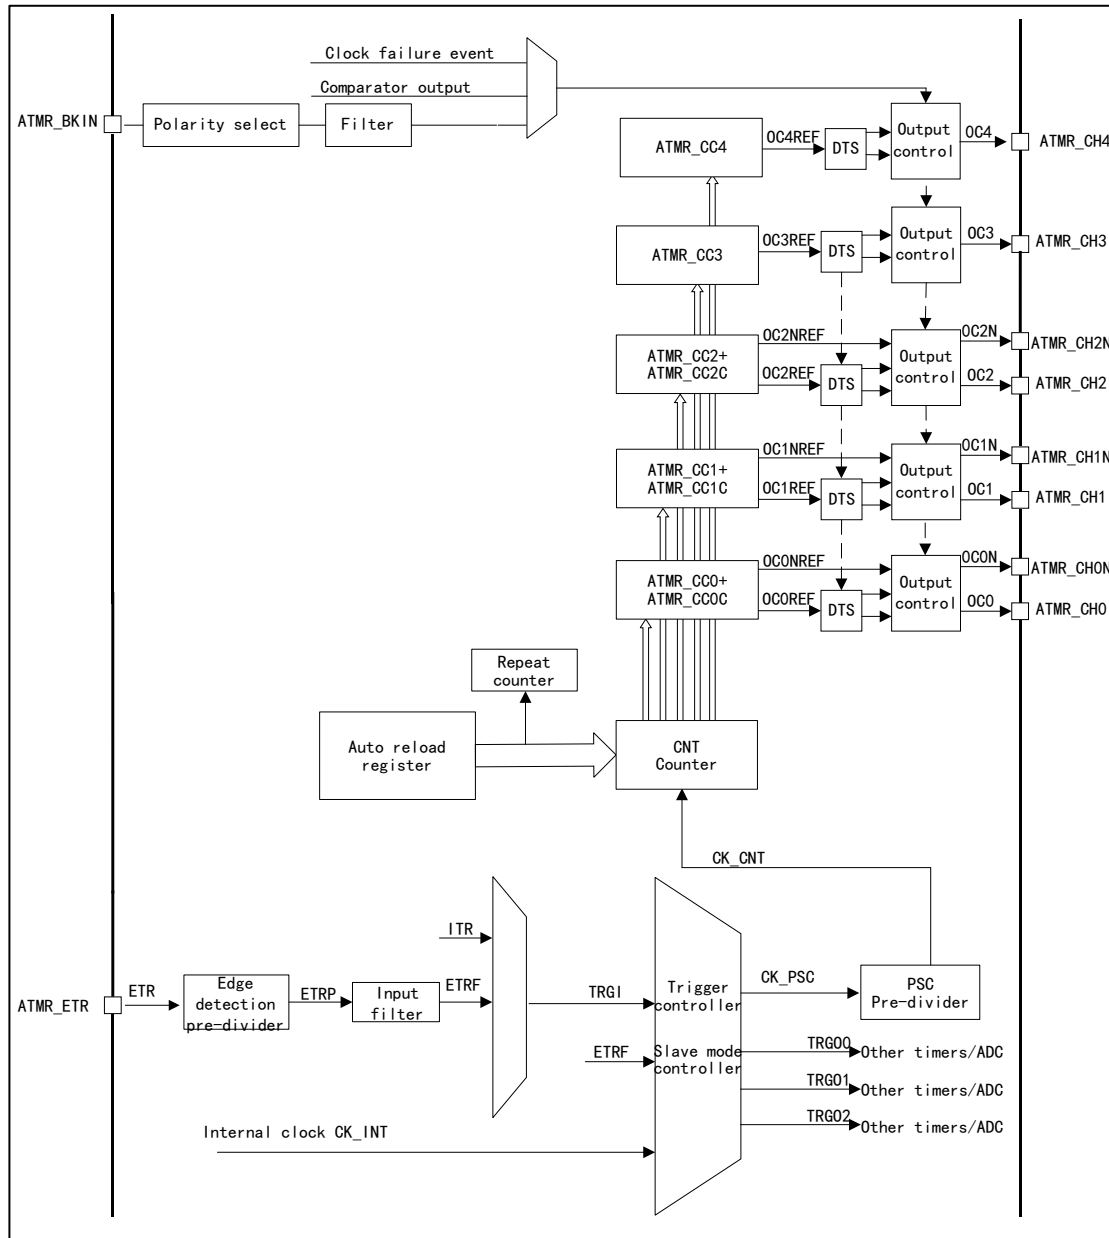 Clock failure event
Comparator output
ATMR_BKIN
Polarity select
Filter
ATMR_CC4
OC4REF
DTS
Output
control
OC4
ATMR_CH4
ATMR_CC3
OC3REF
DTS
Output
control
OC3
ATMR_CH3
ATMR_CC2+
ATMR_CC2C
OC2NREF
OC2REF
DTS
Output
control
OC2N
OC2
ATMR_CH2N
ATMR_CH2
ATMR_CC1+
ATMR_CC1C
OC1NREF
OC1REF
DTS
Output
control
OC1N
OC1
ATMR_CH1N
ATMR_CH1
ATMR_CC0+
ATMR_CC0C
OC0NREF
OC0REF
DTS
Output
control
OC0N
OC0
ATMR_CH0N
ATMR_CH0
Repeat
counter
Auto reload
register
CNT
Counter
CK_CNT
ITR
ATMR_ETR
ETR
Edge
detection
pre-divider
ETRP
Input
filter
ETRF
TRGI
ETRF
Internal clock CK_INT
Trigger
controller
Slave mode
controller
CK_PSC
PSC
Pre-divider
TRGO0
Other timers/ADC
TRGO1
Other timers/ADC
TRGO2
Other timers/ADC